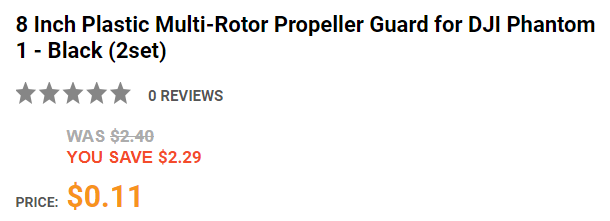 8 Inch Plastic Multi-Rotor Propeller Guard for DJI Phantom
1 - Black (2set)
0 REVIEWS
WAS $2.40
YOU SAVE $2.29
PRICE: $0.11